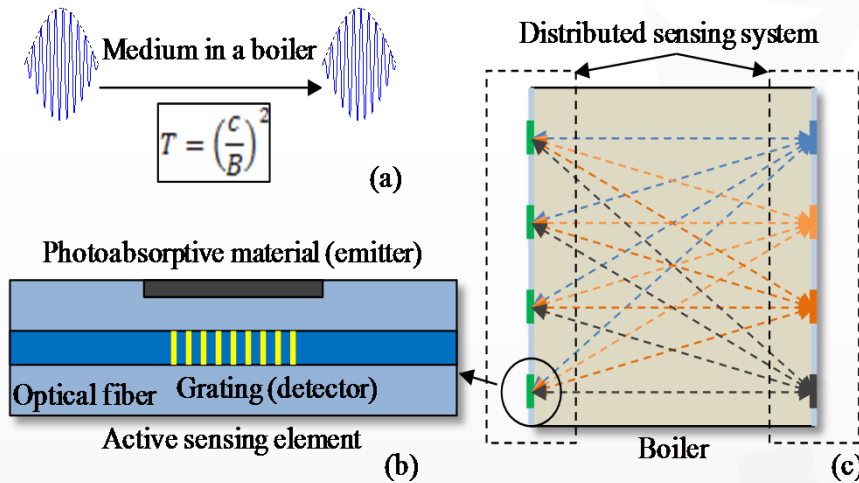 Medium in a boiler
T = (c/B)^2
(a)
Photoabsorptive material (emitter)
Optical fiber
Grating (detector)
Active sensing element
(b)
Distributed sensing system
Boiler
(c)